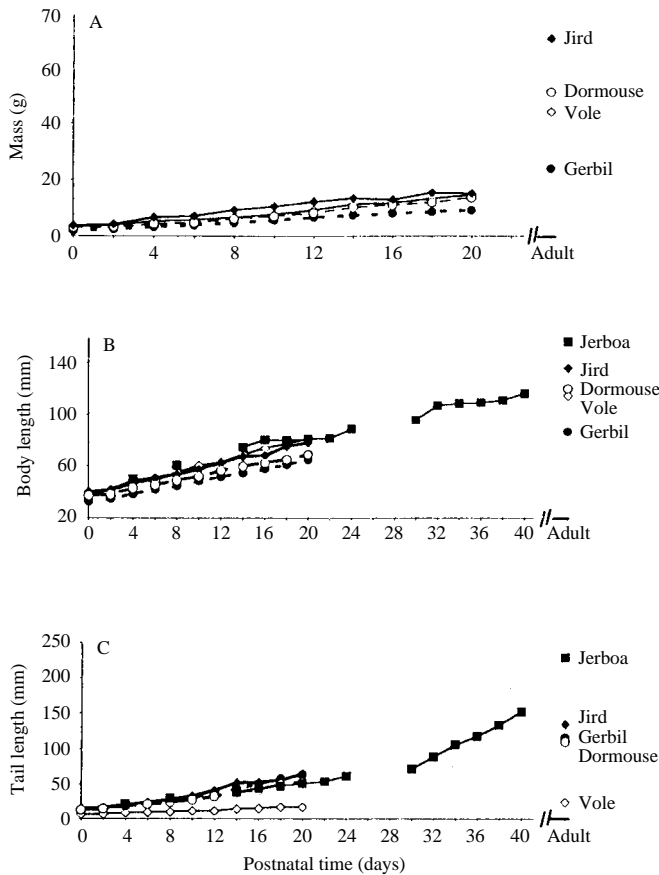 A
Mass (g)
70
60
40
20
0
0 4 8 12 16 20 Adult
Jird
Dormouse
Vole
Gerbil
B
Body length (mm)
140
100
60
20
0 4 8 12 16 20 24 28 32 36 40 Adult
Jerboa
Jird
Dormouse
Vole
Gerbil
C
Tail length (mm)
250
200
150
100
50
0
0 4 8 12 16 20 24 28 32 36 40 Adult
Jerboa
Jird
Gerbil
Dormouse
Vole
Postnatal time (days)